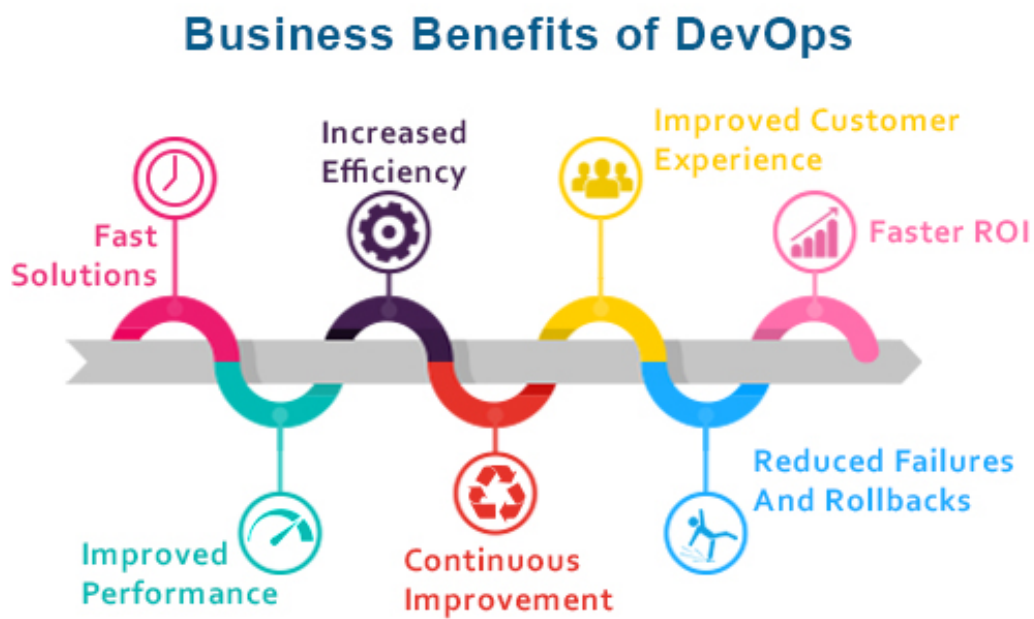 Business Benefits of DevOps
Fast
Solutions
Improved
Performance
Increased
Efficiency
Continuous
Improvement
Improved Customer
Experience
Reduced Failures
And Rollbacks
Faster ROI